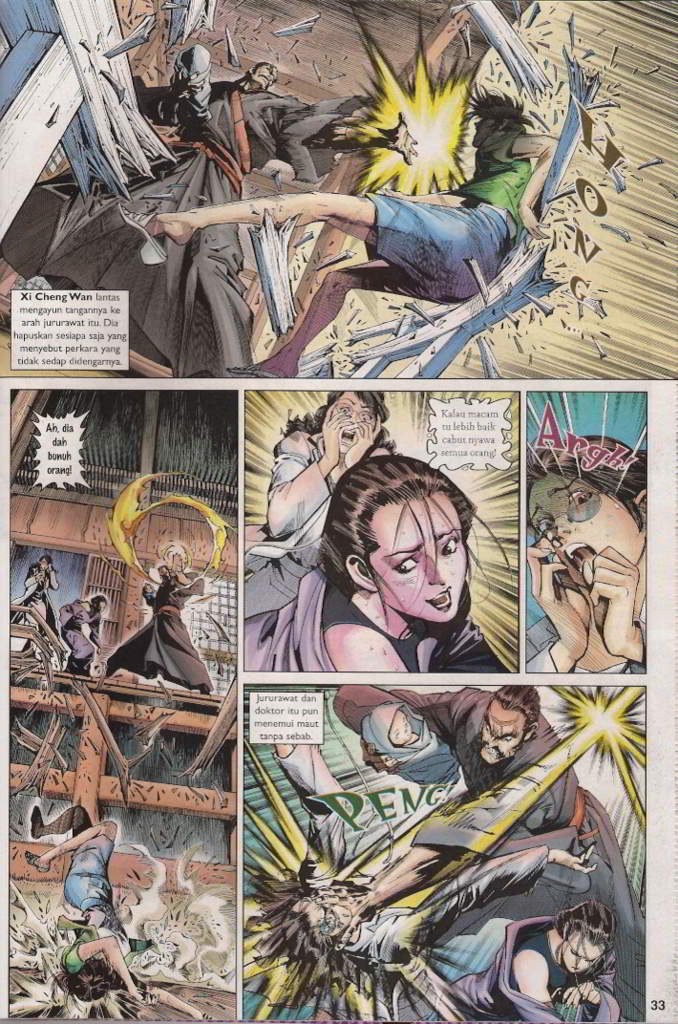 WONG
Xi Cheng Wan lantas
mengayun tangannya ke
arah jururawat itu. Dia
hapuskan sesiapa saja yang
menyebut perkara yang
tidak sedap didengarnya.
Ah, dia
dah
bunuh
orang!
Kalau macam
tu lebih baik
cabut nyawa
semua orang!
Argh
Jururawat dan
doktor itu pun
menemui maut
tanpa sebab.
PENG
33